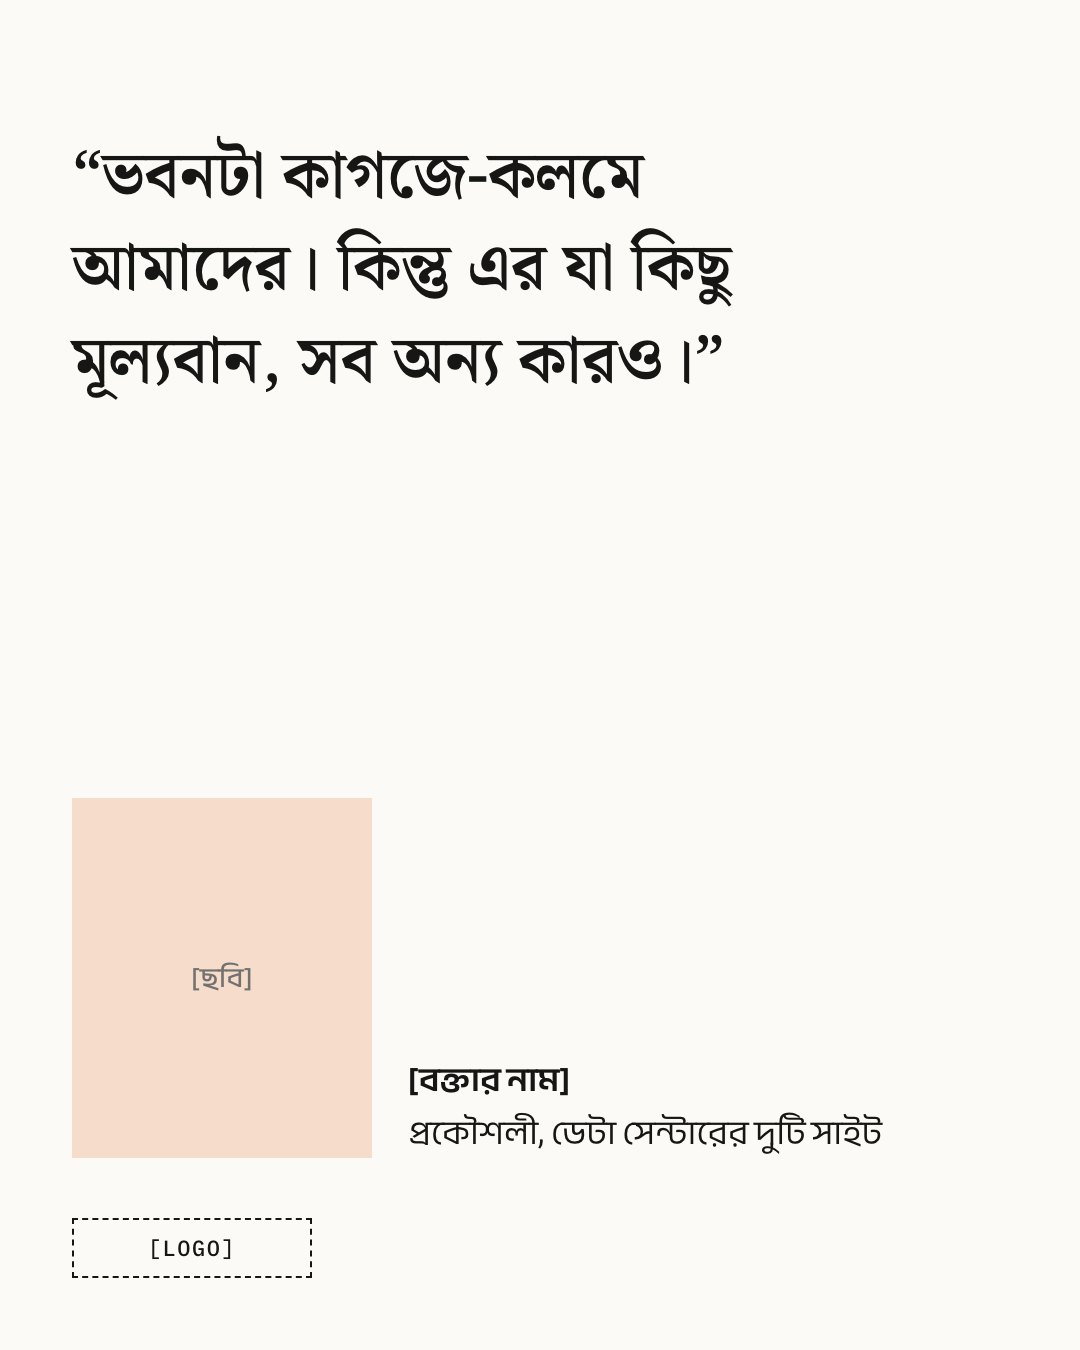 “ভবনটা কাগজে-কলমে
আমাদের। কিন্তু এর যা কিছু
মূল্যবান, সব অন্য কারও।”
[ছবি]
[বক্তার নাম]
প্রকৌশলী, ডেটা সেন্টারের দুটি সাইট
[LOGO]